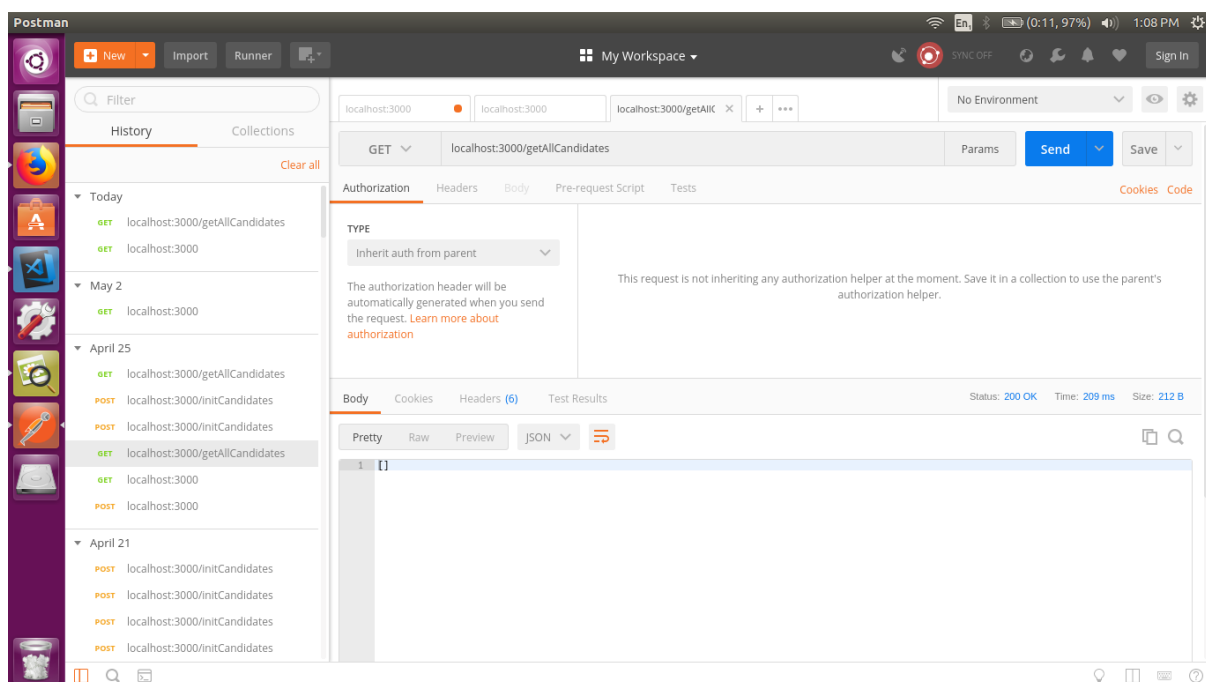 Postman
En1 (0:11, 97%) 1:08 PM
New Import Runner My Workspace SYNC OFF Sign In
Filter
History Collections
Clear all
Today
GET localhost:3000/getAllCandidates
GET localhost:3000
May 2
GET localhost:3000
April 25
GET localhost:3000/getAllCandidates
POST localhost:3000/initCandidates
POST localhost:3000/initCandidates
GET localhost:3000/getAllCandidates
GET localhost:3000
POST localhost:3000
April 21
POST localhost:3000/initCandidates
POST localhost:3000/initCandidates
POST localhost:3000/initCandidates
POST localhost:3000/initCandidates
localhost:3000 localhost:3000 localhost:3000/getAllC
No Environment
GET localhost:3000/getAllCandidates Params Send Save
Authorization Headers Body Pre-request Script Tests Cookies Code
TYPE
Inherit auth from parent
The authorization header will be
automatically generated when you send
the request. Learn more about
authorization
This request is not inheriting any authorization helper at the moment. Save it in a collection to use the parent's
authorization helper.
Body Cookies Headers (6) Test Results Status: 200 OK Time: 209 ms Size: 212 B
Pretty Raw Preview JSON
1 []